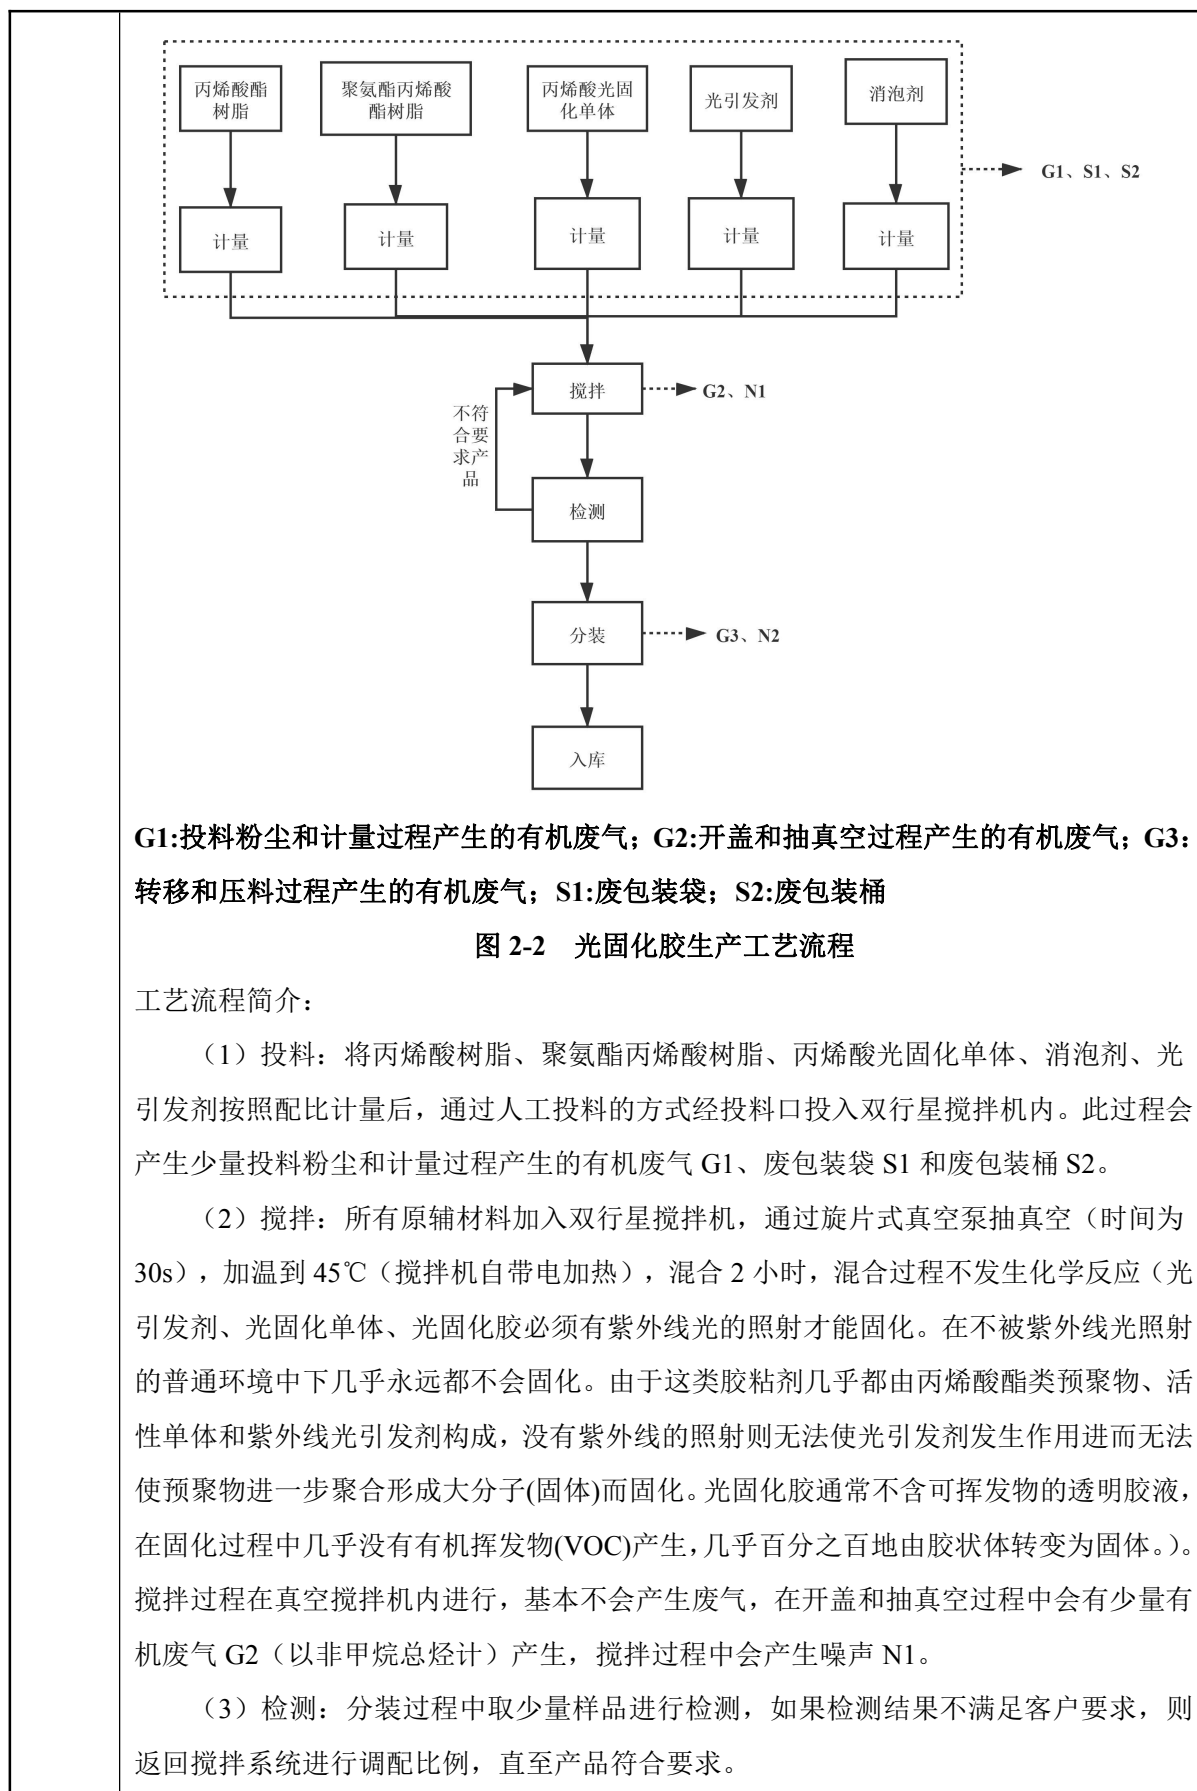 丙烯酸酯
树脂
聚氨酯丙烯酸
酯树脂
丙烯酸光固
化单体
光引发剂
消泡剂
G1、S1、S2
计量
计量
计量
计量
计量
搅拌
G2、N1
不符
合要
求产
品
检测
分装
G3、N2
入库
G1:投料粉尘和计量过程产生的有机废气；G2:开盖和抽真空过程产生的有机废气；G3：
转移和压料过程产生的有机废气；S1:废包装袋；S2:废包装桶
图 2-2 光固化胶生产工艺流程
工艺流程简介：
（1）投料：将丙烯酸树脂、聚氨酯丙烯酸树脂、丙烯酸光固化单体、消泡剂、光
引发剂按照配比计量后，通过人工投料的方式经投料口投入双行星搅拌机内。此过程会
产生少量投料粉尘和计量过程产生的有机废气 G1、废包装袋 S1 和废包装桶 S2。
（2）搅拌：所有原辅材料加入双行星搅拌机，通过旋片式真空泵抽真空（时间为
30s），加温到 45℃（搅拌机自带电加热），混合 2 小时，混合过程不发生化学反应（光
引发剂、光固化单体、光固化胶必须有紫外线光的照射才能固化。在不被紫外线光照射
的普通环境中下几乎永远都不会固化。由于这类胶粘剂几乎都由丙烯酸酯类预聚物、活
性单体和紫外线光引发剂构成，没有紫外线的照射则无法使光引发剂发生作用进而无法
使预聚物进一步聚合形成大分子(固体)而固化。光固化胶通常不含可挥发物的透明胶液，
在固化过程中几乎没有有机挥发物(VOC)产生，几乎百分之百地由胶状体转变为固体。）。
搅拌过程在真空搅拌机内进行，基本不会产生废气，在开盖和抽真空过程中会有少量有
机废气 G2（以非甲烷总烃计）产生，搅拌过程中会产生噪声 N1。
（3）检测：分装过程中取少量样品进行检测，如果检测结果不满足客户要求，则
返回搅拌系统进行调配比例，直至产品符合要求。